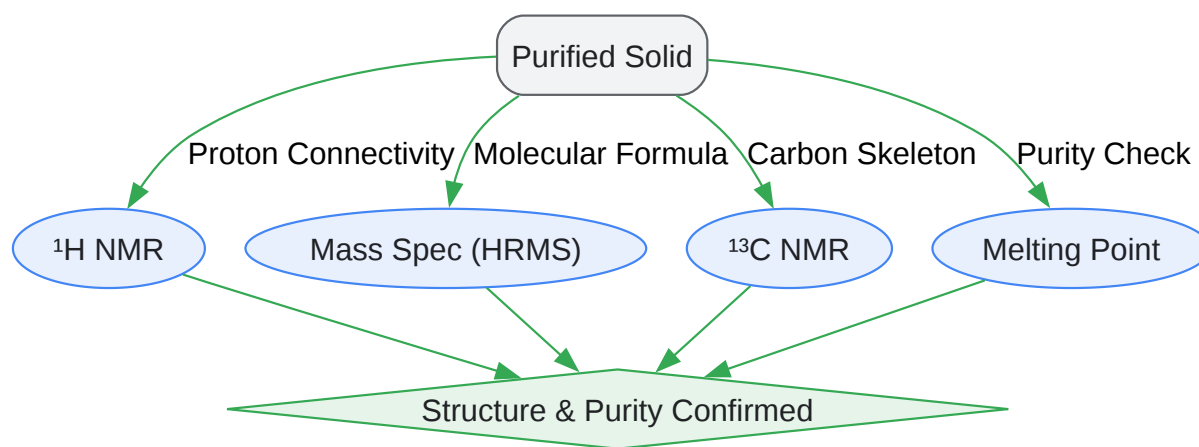 Purified Solid
Proton Connectivity
Molecular Formula
Carbon Skeleton
Purity Check
¹H NMR
Mass Spec (HRMS)
¹³C NMR
Melting Point
Structure & Purity Confirmed